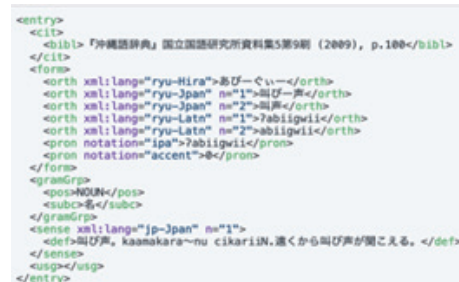 <entry>
<cit>
<bibl>『沖縄語辞典』国立国語研究所資料集5第9刷 (2009), p.100</bibl>
</cit>
<form>
<orth xml:lang="ryu-Hira">あびーぐぃー</orth>
<orth xml:lang="ryu-Jpan" n="1">叫びー声</orth>
<orth xml:lang="ryu-Jpan" n="2">叫声</orth>
<orth xml:lang="ryu-Latn" n="1">?abiigwii</orth>
<orth xml:lang="ryu-Latn" n="2">abiigwii</orth>
<pron notation="ipa">?abiigwii</pron>
<pron notation="accent">0</pron>
</form>
<gramGrp>
<pos>NOUN</pos>
<subc>名</subc>
</gramGrp>
<sense xml:lang="jp-Jpan" n="1">
<def>叫び声。kaamakara〜nu cikariiN.遠くから叫び声が聞こえる。</def>
</sense>
<usg></usg>
</entry>